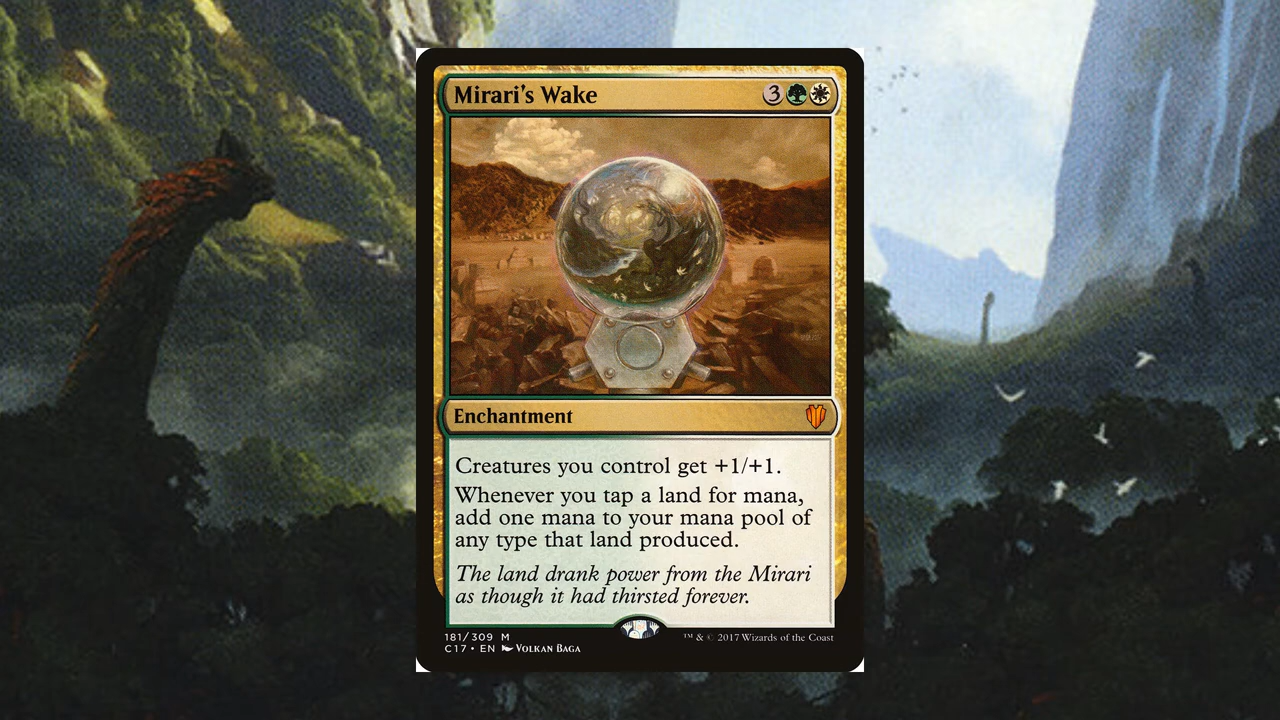 Mirari's Wake 3
Enchantment
Creatures you control get +1/+1.
Whenever you tap a land for mana,
add one mana to your mana pool of
any type that land produced.
The land drank power from the Mirari
as though it had thirsted forever.
181/309 M
™ & © 2017 Wizards of the Coast
C17 • EN VOLKAN BAGA